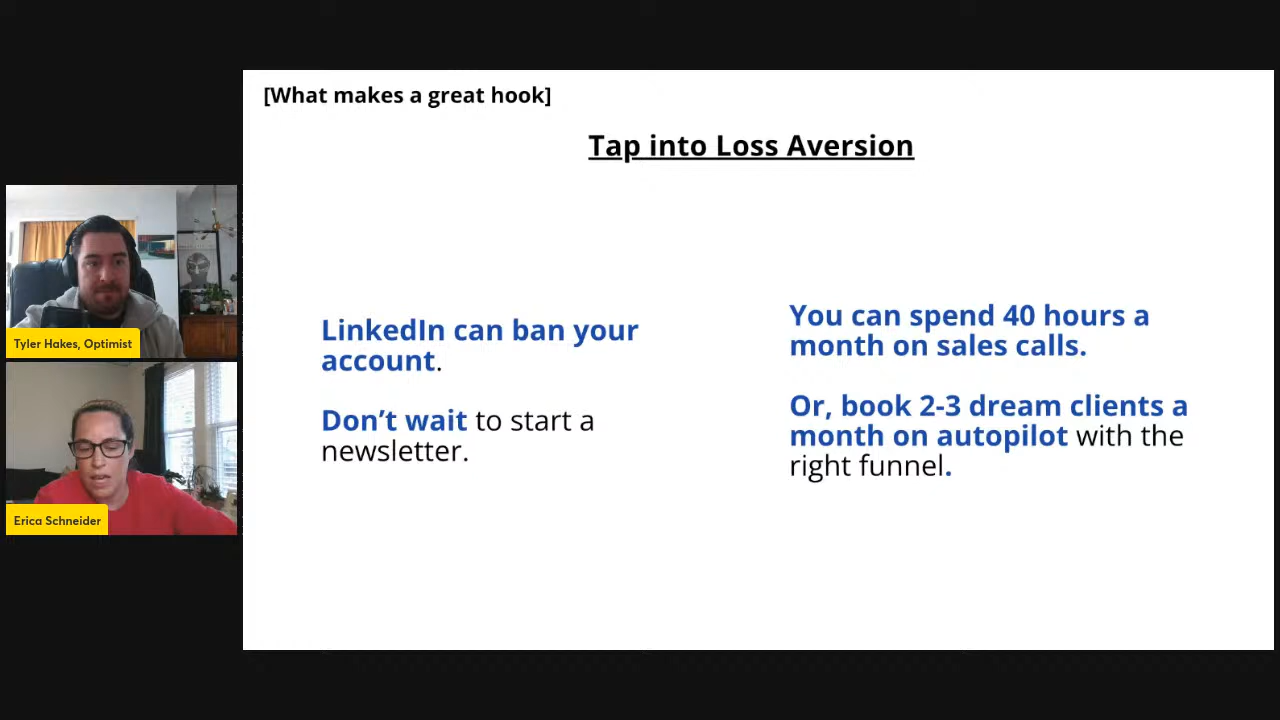 [What makes a great hook]
Tap into Loss Aversion
LinkedIn can ban your
account.
Don’t wait to start a
newsletter.
You can spend 40 hours a
month on sales calls.
Or, book 2-3 dream clients a
month on autopilot with the
right funnel.
Tyler Hakes, Optimist
Erica Schneider